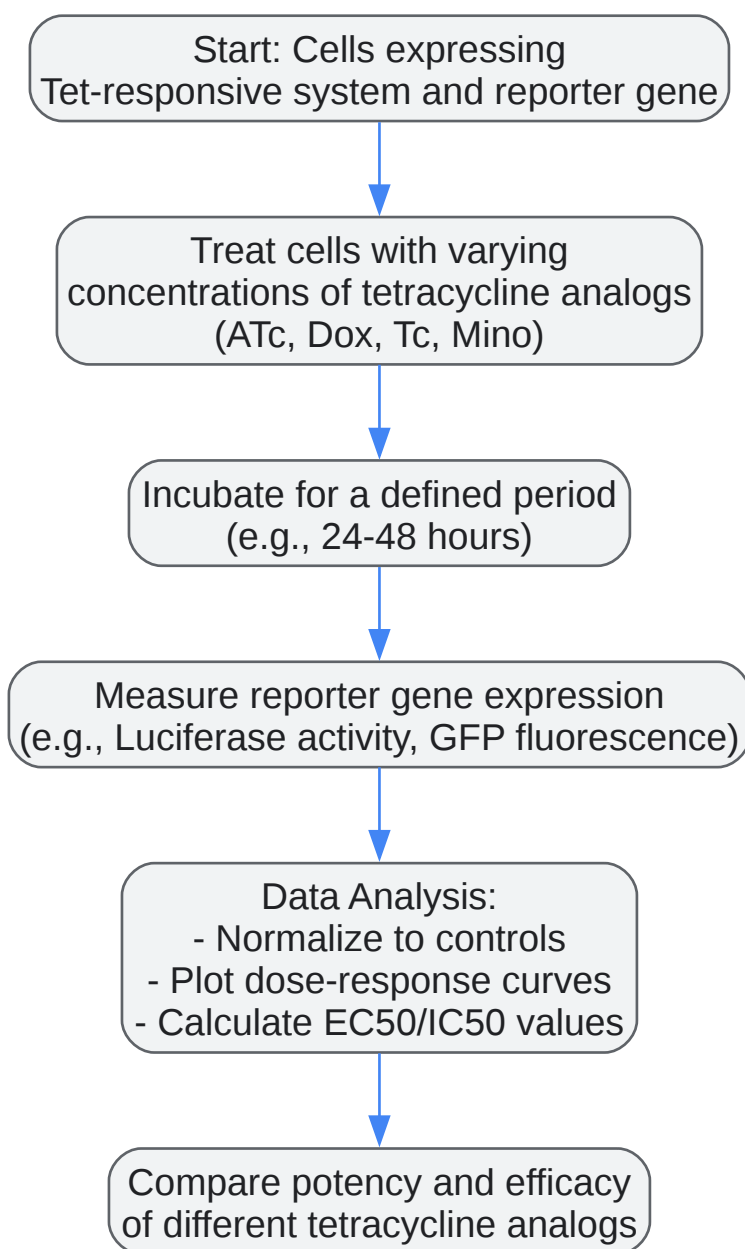 Start: Cells expressing
Tet-responsive system and reporter gene
Treat cells with varying
concentrations of tetracycline analogs
(ATc, Dox, Tc, Mino)
Incubate for a defined period
(e.g., 24-48 hours)
Measure reporter gene expression
(e.g., Luciferase activity, GFP fluorescence)
Data Analysis:
- Normalize to controls
- Plot dose-response curves
- Calculate EC50/IC50 values
Compare potency and efficacy
of different tetracycline analogs